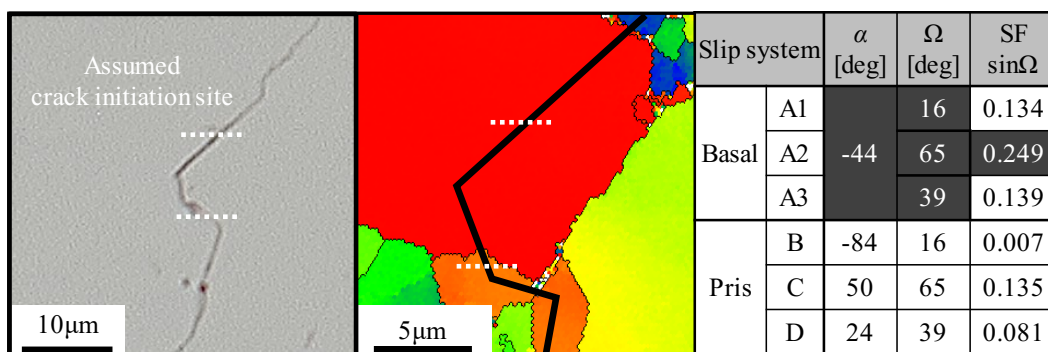 Assumed
crack initiation site
10μm
5μm
Slip system α [deg] Ω [deg] SF sinΩ
Basal A1 -44 16 0.134
A2 65 0.249
A3 39 0.139
Pris B -84 16 0.007
C 50 65 0.135
D 24 39 0.081